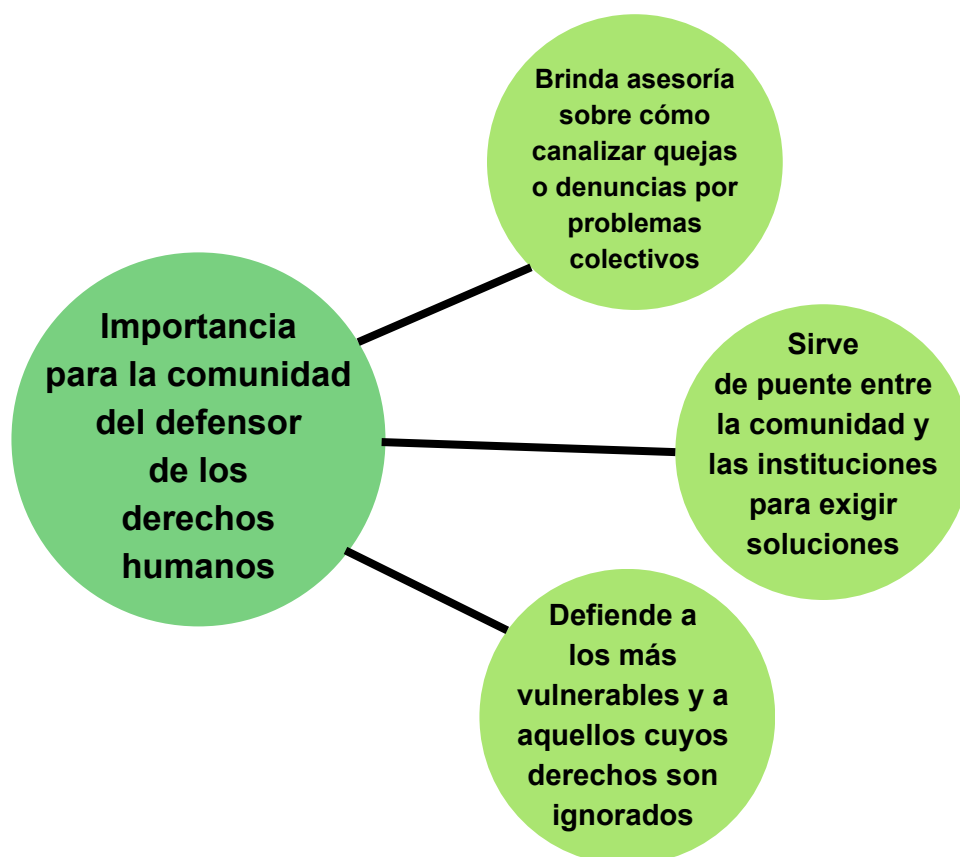 Importancia
para la comunidad
del defensor
de los
derechos
humanos
Brinda asesoría
sobre cómo
canalizar quejas
o denuncias por
problemas
colectivos
Sirve
de puente entre
la comunidad y
las instituciones
para exigir
soluciones
Defiende a
los más
vulnerables y a
aquellos cuyos
derechos son
ignorados